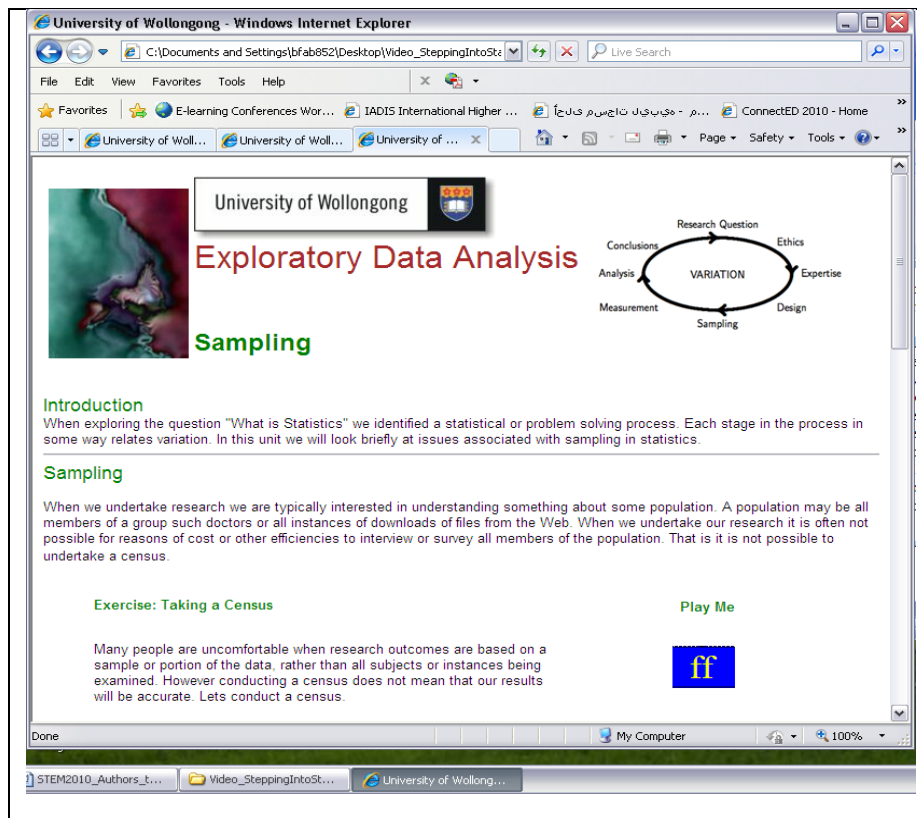 University of Wollongong - Windows Internet Explorer
C:\Documents and Settings\bfab852\Desktop\Video_SteppingIntoSta
Live Search
File Edit View Favorites Tools Help
Favorites E-learning Conferences Wor... IADIS International Higher ... م - ميبيل تاجسم ىلحأ... ConnectED 2010 - Home »
University of Woll... University of Woll... University of ... Page Safety Tools »
University of Wollongong
Exploratory Data Analysis
Sampling
Research Question
Ethics
Expertise
Design
Sampling
Measurement
Analysis
Conclusions
VARIATION
Introduction
When exploring the question "What is Statistics" we identified a statistical or problem solving process. Each stage in the process in
some way relates variation. In this unit we will look briefly at issues associated with sampling in statistics.
Sampling
When we undertake research we are typically interested in understanding something about some population. A population may be all
members of a group such doctors or all instances of downloads of files from the Web. When we undertake our research it is often not
possible for reasons of cost or other efficiencies to interview or survey all members of the population. That is it is not possible to
undertake a census.
Exercise: Taking a Census
Play Me
Many people are uncomfortable when research outcomes are based on a
sample or portion of the data, rather than all subjects or instances being
examined. However conducting a census does not mean that our results
will be accurate. Lets conduct a census.
ff
Done My Computer 100%
STEM2010_Authors_t... Video_SteppingIntoSt... University of Wollong...